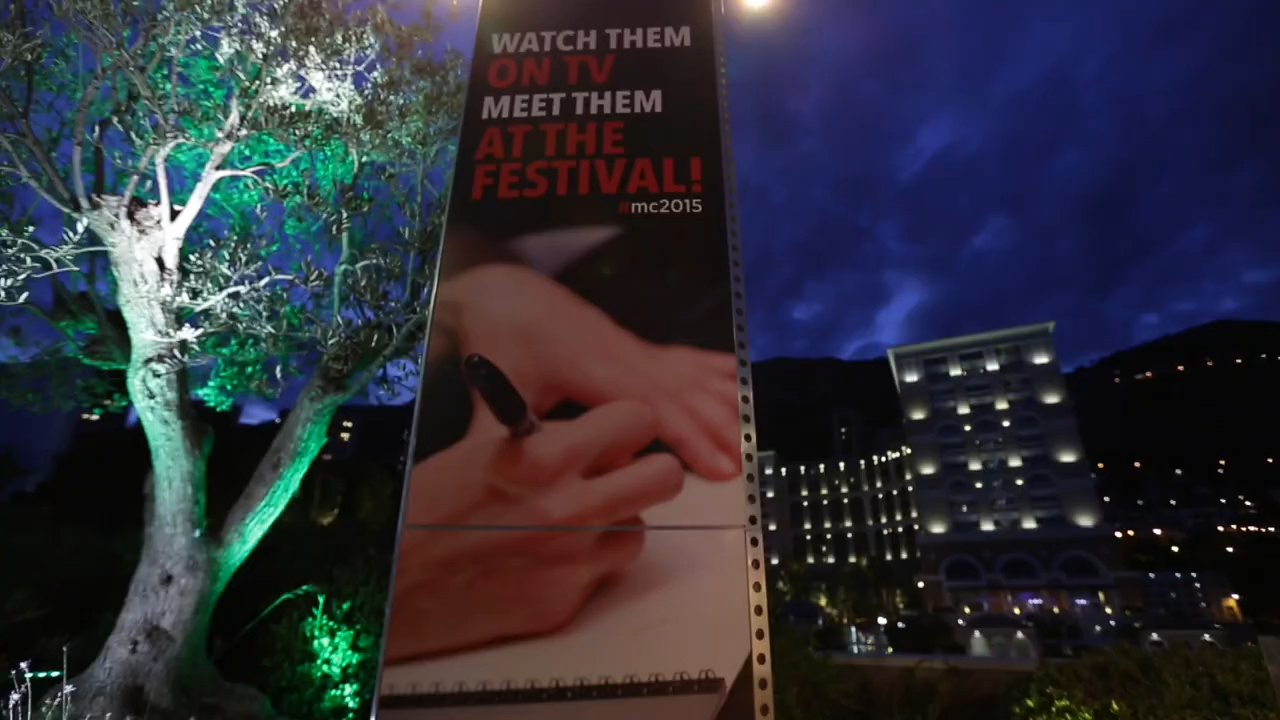 WATCH THEM
ON TV
MEET THEM
AT THE
FESTIVAL!
#mc2015